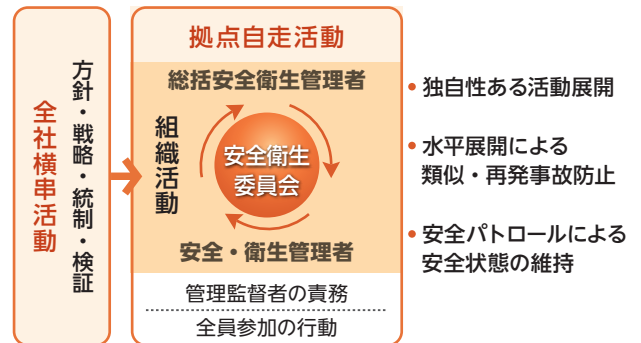 全社横串活動
方針・戦略・統制・検証
拠点自走活動
総括安全衛生管理者
組織活動
安全衛生
委員会
安全・衛生管理者
管理監督者の責務
全員参加の行動
• 独自性ある活動展開
• 水平展開による
類似・再発事故防止
• 安全パトロールによる
安全状態の維持